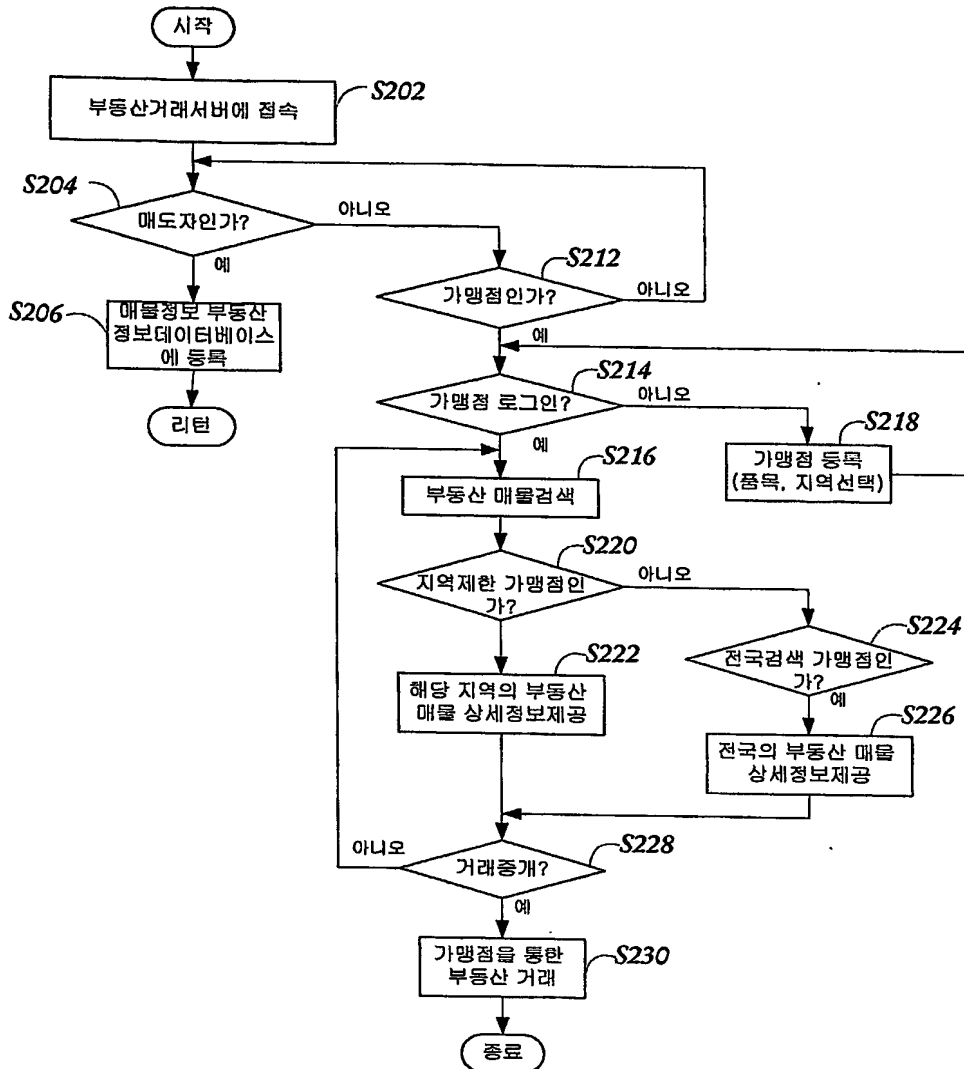 시작
부동산거래서버에 접속
S202
S204
매도자인가?
아니오
예
S206
매물정보 부동산
정보데이터베이스
에 등록
리턴
S212
가맹점인가?
아니오
예
S214
가맹점 로그인?
아니오
예
S218
가맹점 등록
(품목, 지역선택)
S216
부동산 매물검색
S220
지역제한 가맹점인
가?
아니오
S224
전국검색 가맹점인
가?
예
S222
해당 지역의 부동산
매물 상세정보제공
S226
전국의 부동산 매물
상세정보제공
S228
거래중개?
아니오
예
S230
가맹점을 통한
부동산 거래
종료